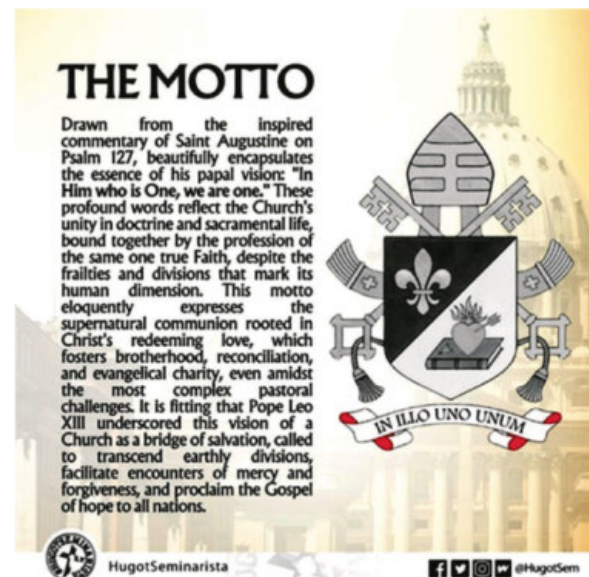 THE MOTTO
Drawn from the inspired
commentary of Saint Augustine on
Psalm 127, beautifully encapsulates
the essence of his papal vision: "In
Him who is One, we are one." These
profound words reflect the Church's
unity in doctrine and sacramental life,
bound together by the profession of
the same one true Faith, despite the
frailties and divisions that mark its
human dimension. This motto
eloquently expresses the
supernatural communion rooted in
Christ's redeeming love, which
fosters brotherhood, reconciliation,
and evangelical charity, even amidst
the most complex pastoral
challenges. It is fitting that Pope Leo
XIII underscored this vision of a
Church as a bridge of salvation, called
to transcend earthly divisions,
facilitate encounters of mercy and
forgiveness, and proclaim the Gospel
of hope to all nations.
IN ILLO UNO UNUM
HugotSeminarista
@HugotSem